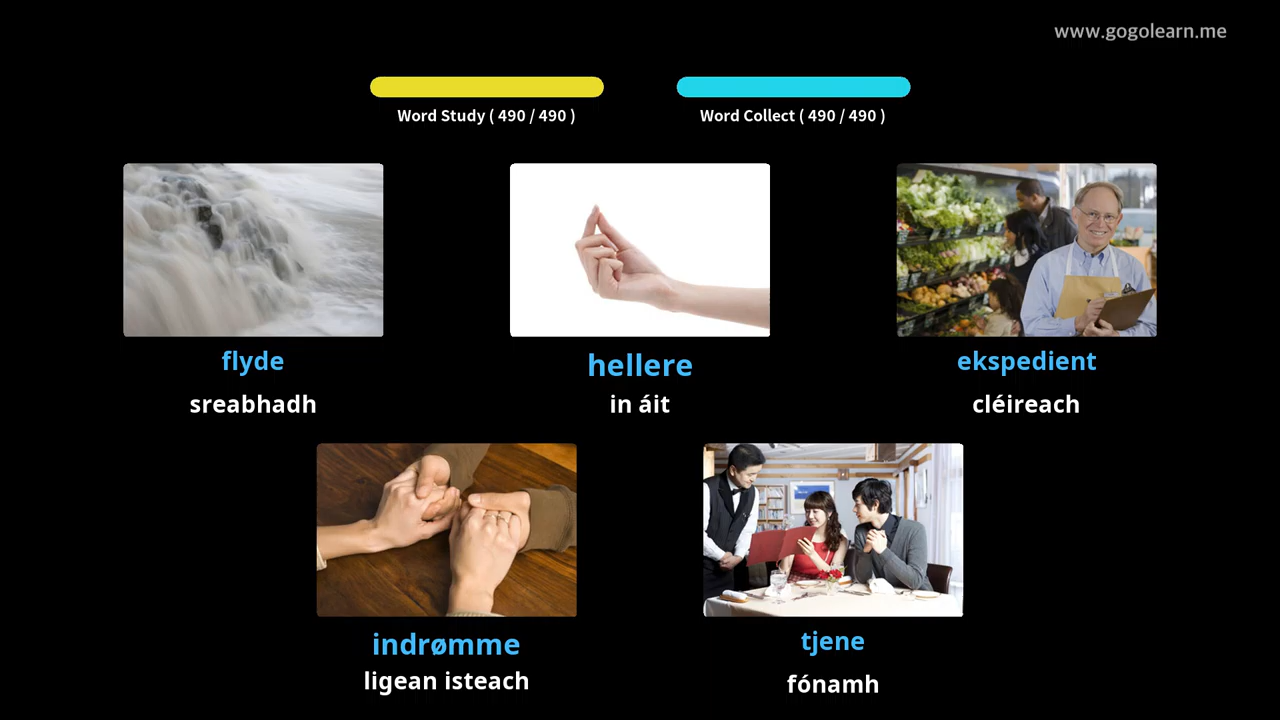 www.gogolearn.me
Word Study ( 490 / 490 )
Word Collect ( 490 / 490 )
flyde
sreabhadh
hellere
in áit
ekspedient
cléireach
indrømme
ligean isteach
tjene
fónamh